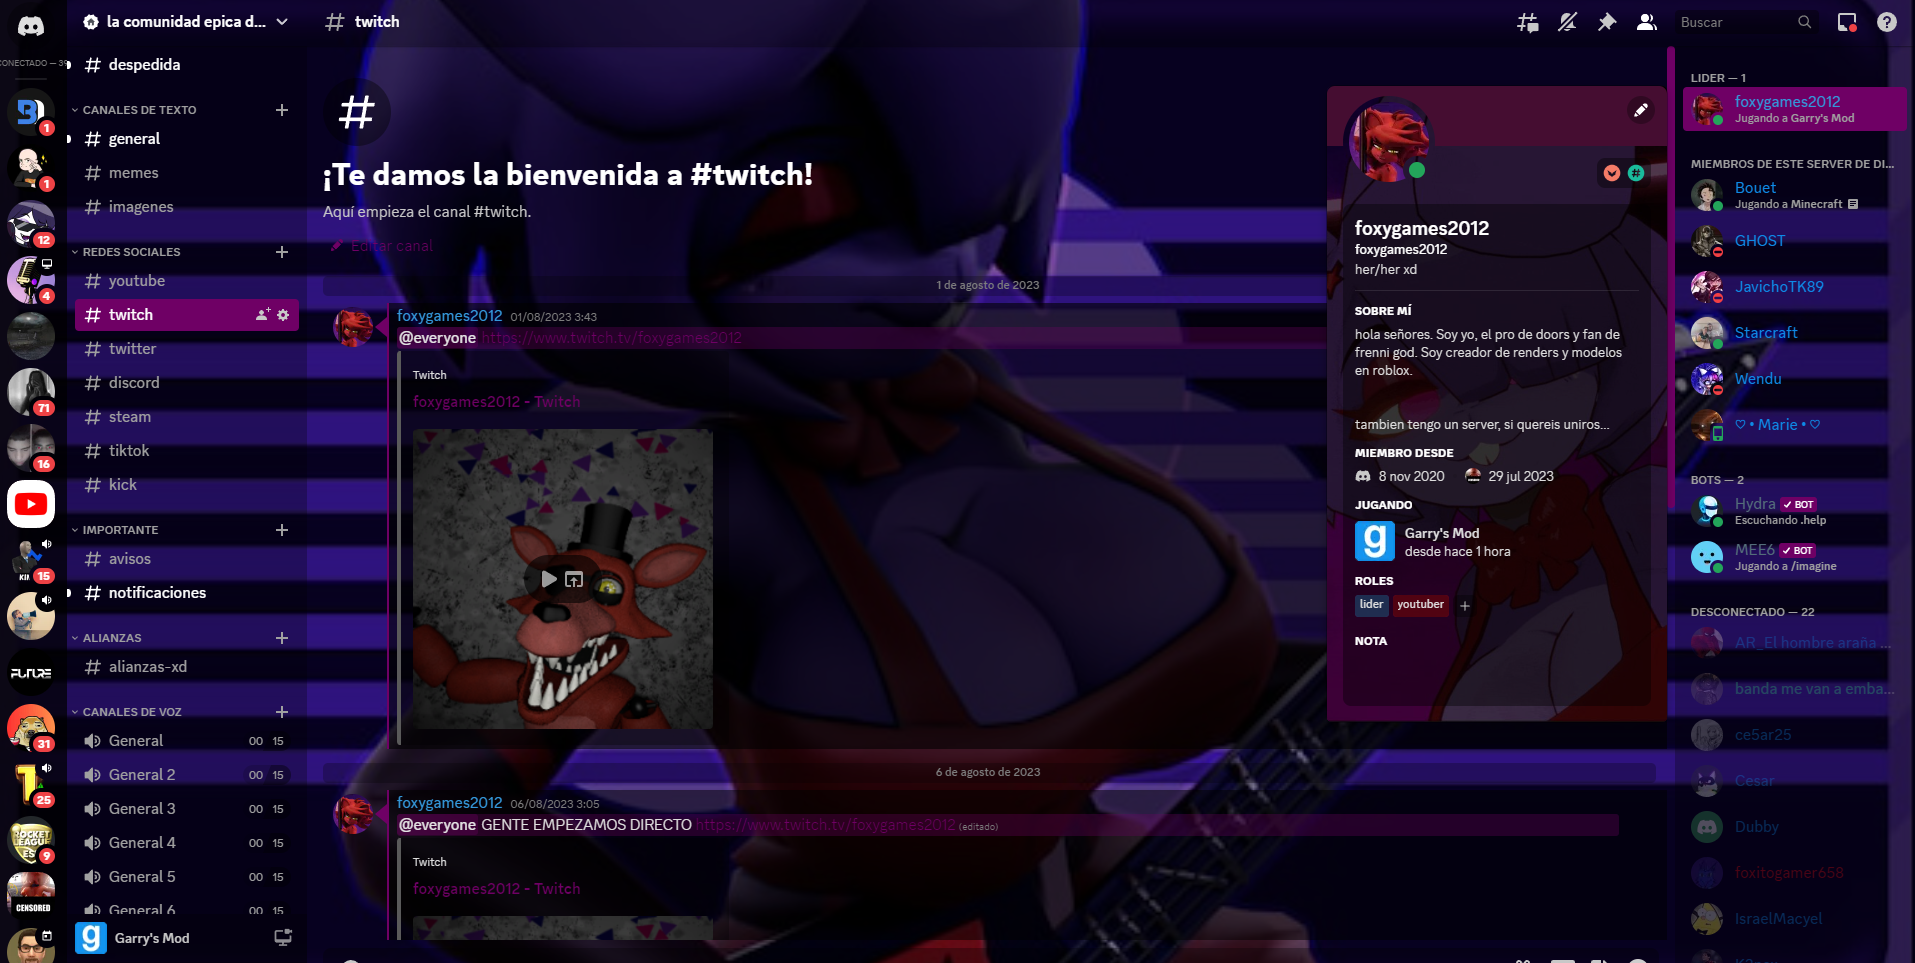 CONECTADO — 39
1
1
12
4
71
16
KIN
15
FUTURE
31
25
ROCKET
LEAGUE
ES
9
CENSORED
la comunidad epica d...
despedida
CANALES DE TEXTO
general
memes
imagenes
REDES SOCIALES
youtube
twitch
twitter
discord
steam
tiktok
kick
IMPORTANTE
avisos
notificaciones
ALIANZAS
alianzas-xd
CANALES DE VOZ
General 00 15
General 2 00 15
General 3 00 15
General 4 00 15
General 5 00 15
General 6 00 15
g Garry's Mod
# twitch
Buscar
#
¡Te damos la bienvenida a #twitch!
Aquí empieza el canal #twitch.
Editar canal
1 de agosto de 2023
foxygames2012 01/08/2023 3:43
@everyone https://www.twitch.tv/foxygames2012
Twitch
foxygames2012 - Twitch
6 de agosto de 2023
foxygames2012 06/08/2023 3:05
@everyone GENTE EMPEZAMOS DIRECTO https://www.twitch.tv/foxygames2012 (editado)
Twitch
foxygames2012 - Twitch
foxygames2012
foxygames2012
her/her xd
SOBRE MÍ
hola señores. Soy yo, el pro de doors y fan de
frenni god. Soy creador de renders y modelos
en roblox.
tambien tengo un server, si quereis uniros...
MIEMBRO DESDE
8 nov 2020 29 jul 2023
JUGANDO
g Garry's Mod
desde hace 1 hora
ROLES
lider youtuber +
NOTA
LIDER — 1
foxygames2012
Jugando a Garry's Mod
MIEMBROS DE ESTE SERVER DE DI...
Bouet
Jugando a Minecraft
GHOST
JavichoTK89
Starcraft
Wendu
♡ • Marie • ♡
BOTS — 2
Hydra ✓ BOT
Escuchando .help
MEE6 ✓ BOT
Jugando a /imagine
DESCONECTADO — 22
AR_El hombre araña ...
banda me van a emba...
ce5ar25
Cesar
Dubby
foxitogamer658
IsraelMacyel